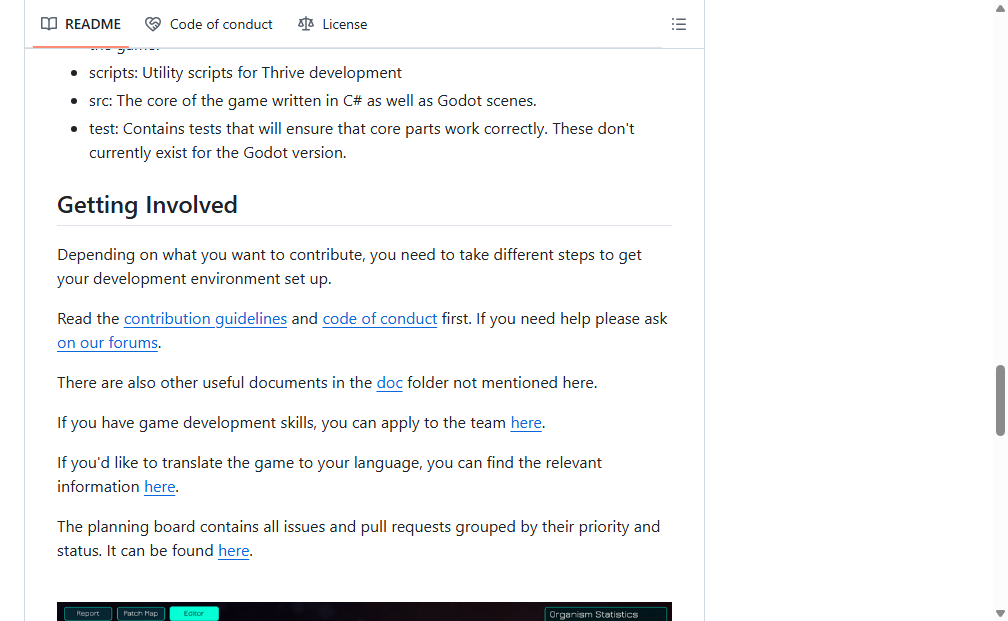 README
Code of conduct
License
the game.
scripts: Utility scripts for Thrive development
src: The core of the game written in C# as well as Godot scenes.
test: Contains tests that will ensure that core parts work correctly. These don't
currently exist for the Godot version.
Getting Involved
Depending on what you want to contribute, you need to take different steps to get
your development environment set up.
Read the contribution guidelines and code of conduct first. If you need help please ask
on our forums.
There are also other useful documents in the doc folder not mentioned here.
If you have game development skills, you can apply to the team here.
If you'd like to translate the game to your language, you can find the relevant
information here.
The planning board contains all issues and pull requests grouped by their priority and
status. It can be found here.
Report
Patch Map
Editor
Organism Statistics